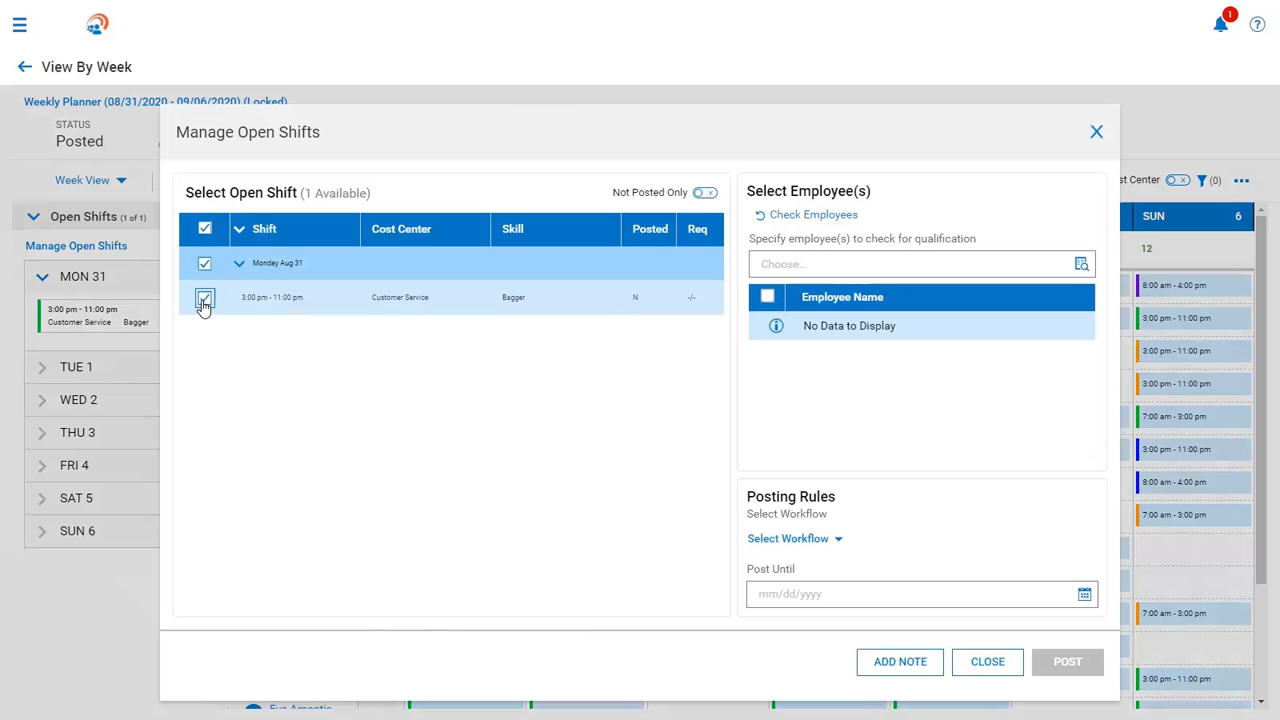 1
View By Week
Weekly Planner (08/31/2020 - 09/06/2020) (Locked)
STATUS
Posted
Week View
Open Shifts (1 of 1)
Manage Open Shifts
MON 31
3:00 pm - 11:00 pm
Customer Service Bagger
TUE 1
WED 2
THU 3
FRI 4
SAT 5
SUN 6
Manage Open Shifts
Select Open Shift (1 Available)
Not Posted Only
Shift Cost Center Skill Posted Req
Monday Aug 31
3:00 pm - 11:00 pm Customer Service Bagger N -/-
Select Employee(s)
Check Employees
Specify employee(s) to check for qualification
Choose...
Employee Name
No Data to Display
Posting Rules
Select Workflow
Select Workflow
Post Until
mm/dd/yyyy
ADD NOTE CLOSE POST
st Center (0)
SUN 6
12
8:00 am - 4:00 pm
3:00 pm - 11:00 pm
3:00 pm - 11:00 pm
3:00 pm - 11:00 pm
7:00 am - 3:00 pm
3:00 pm - 11:00 pm
8:00 am - 4:00 pm
7:00 am - 3:00 pm
7:00 am - 3:00 pm
3:00 pm - 11:00 pm